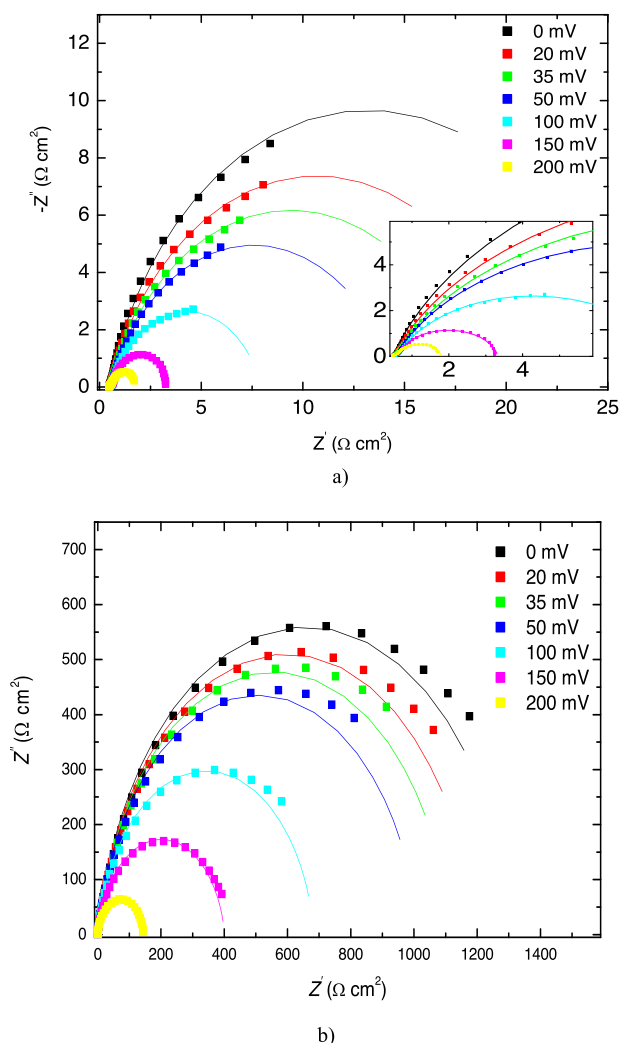 12
10
8
6
4
2
0
-Z" (Ω cm²)
0 mV
20 mV
35 mV
50 mV
100 mV
150 mV
200 mV
4
2
0
2 4
0 5 10 15 20 25
Z' (Ω cm²)
a)
700
600
500
400
300
200
100
0
Z" (Ω cm²)
0 mV
20 mV
35 mV
50 mV
100 mV
150 mV
200 mV
0 200 400 600 800 1000 1200 1400
Z' (Ω cm²)
b)